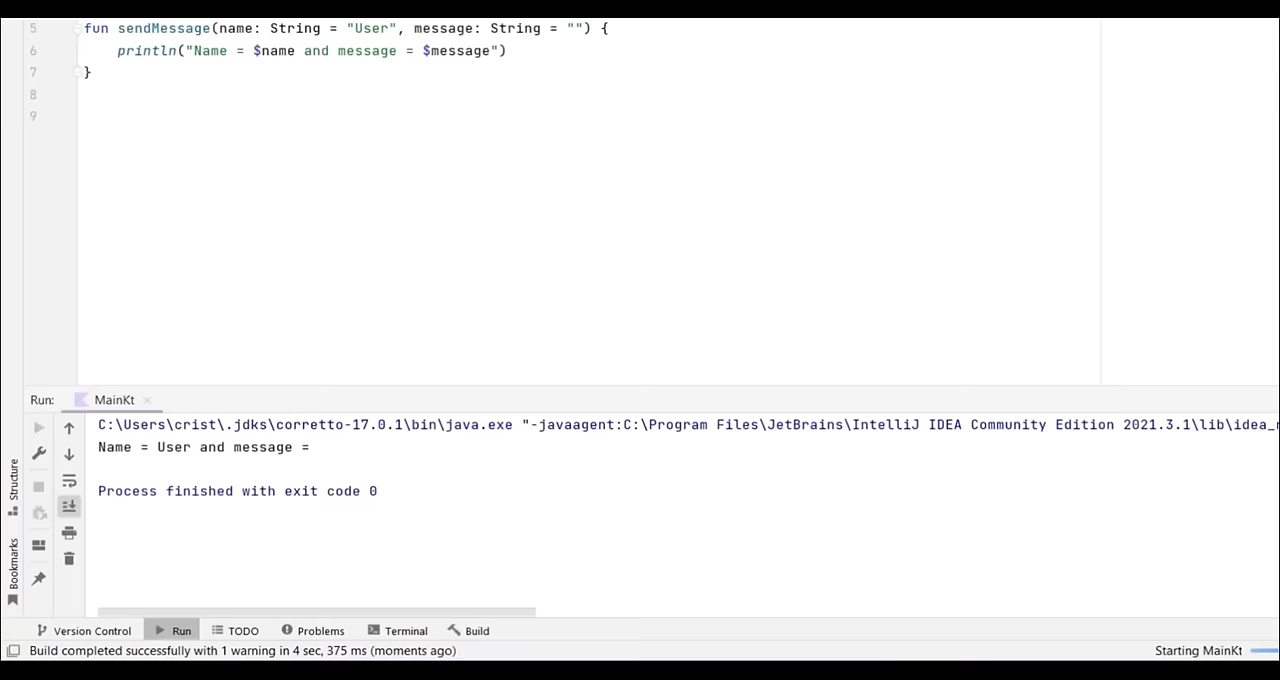 5 fun sendMessage(name: String = "User", message: String = "") {
6 println("Name = $name and message = $message")
7 }
8
9
Run: MainKt
C:\Users\crist\.jdks\corretto-17.0.1\bin\java.exe "-javaagent:C:\Program Files\JetBrains\IntelliJ IDEA Community Edition 2021.3.1\lib\idea_r
Name = User and message =
Process finished with exit code 0
Structure
Bookmarks
Version Control Run TODO Problems Terminal Build
Build completed successfully with 1 warning in 4 sec, 375 ms (moments ago) Starting MainKt